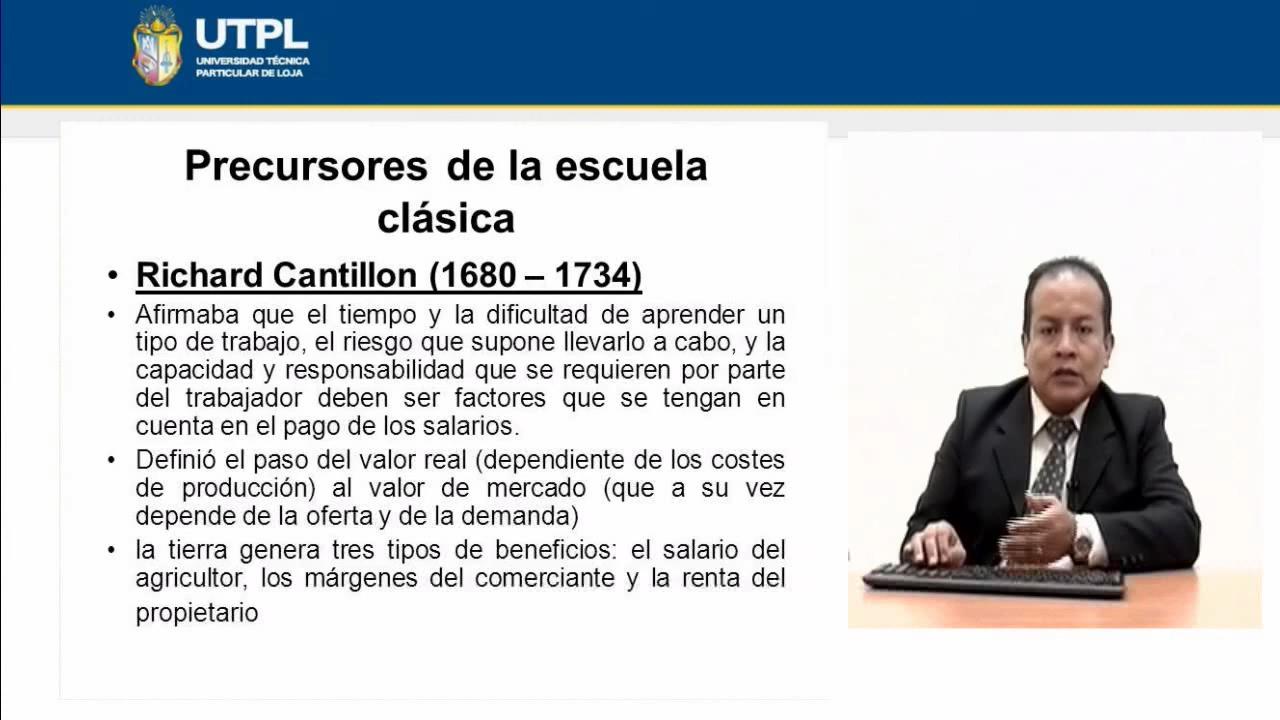 UTPL
UNIVERSIDAD TÉCNICA
PARTICULAR DE LOJA
Precursores de la escuela
clásica
• Richard Cantillon (1680 – 1734)
• Afirmaba que el tiempo y la dificultad de aprender un
tipo de trabajo, el riesgo que supone llevarlo a cabo, y la
capacidad y responsabilidad que se requieren por parte
del trabajador deben ser factores que se tengan en
cuenta en el pago de los salarios.
• Definió el paso del valor real (dependiente de los costes
de producción) al valor de mercado (que a su vez
depende de la oferta y de la demanda)
• la tierra genera tres tipos de beneficios: el salario del
agricultor, los márgenes del comerciante y la renta del
propietario